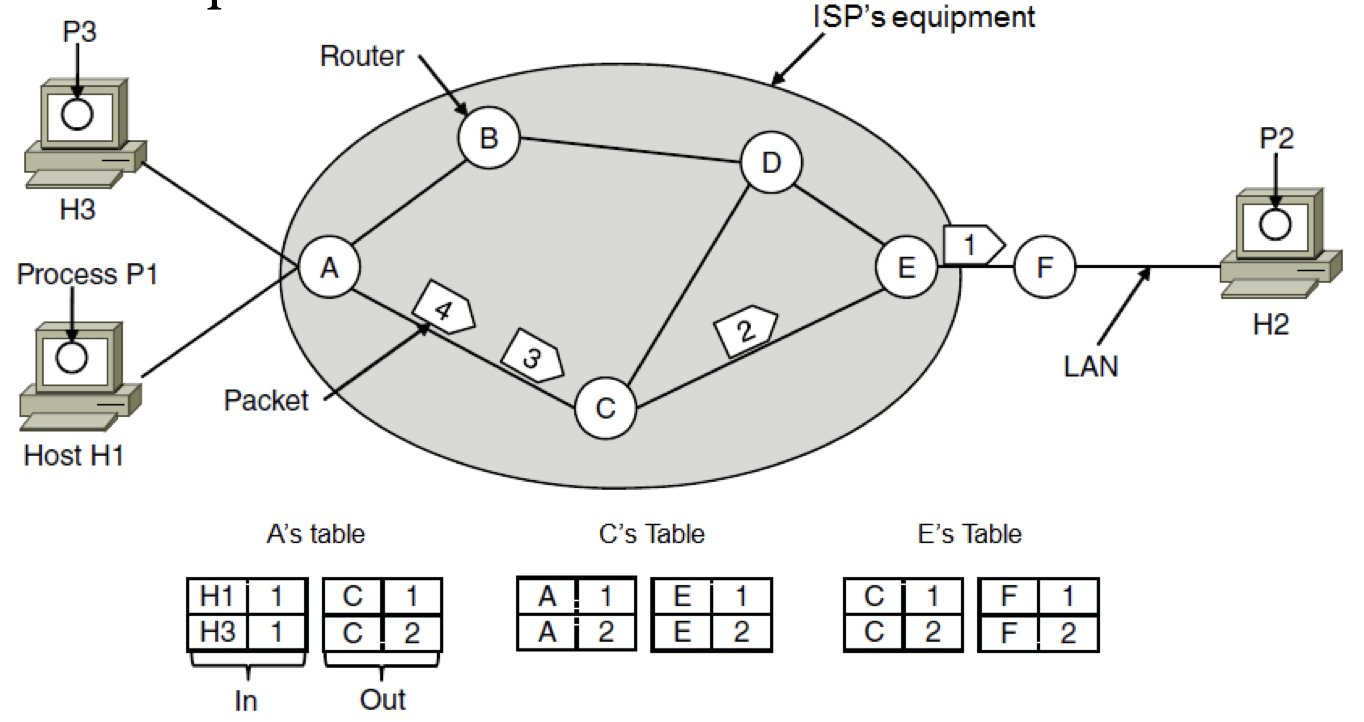 ISP's equipment
P3
Router
B
D
P2
H3
A
E
1
F
Process P1
4
3
2
H2
LAN
Packet
C
Host H1
A's table
C's Table
E's Table
H1 1 C 1 A 1 E 1 C 1 F 1
H3 1 C 2 A 2 E 2 C 2 F 2
In
Out